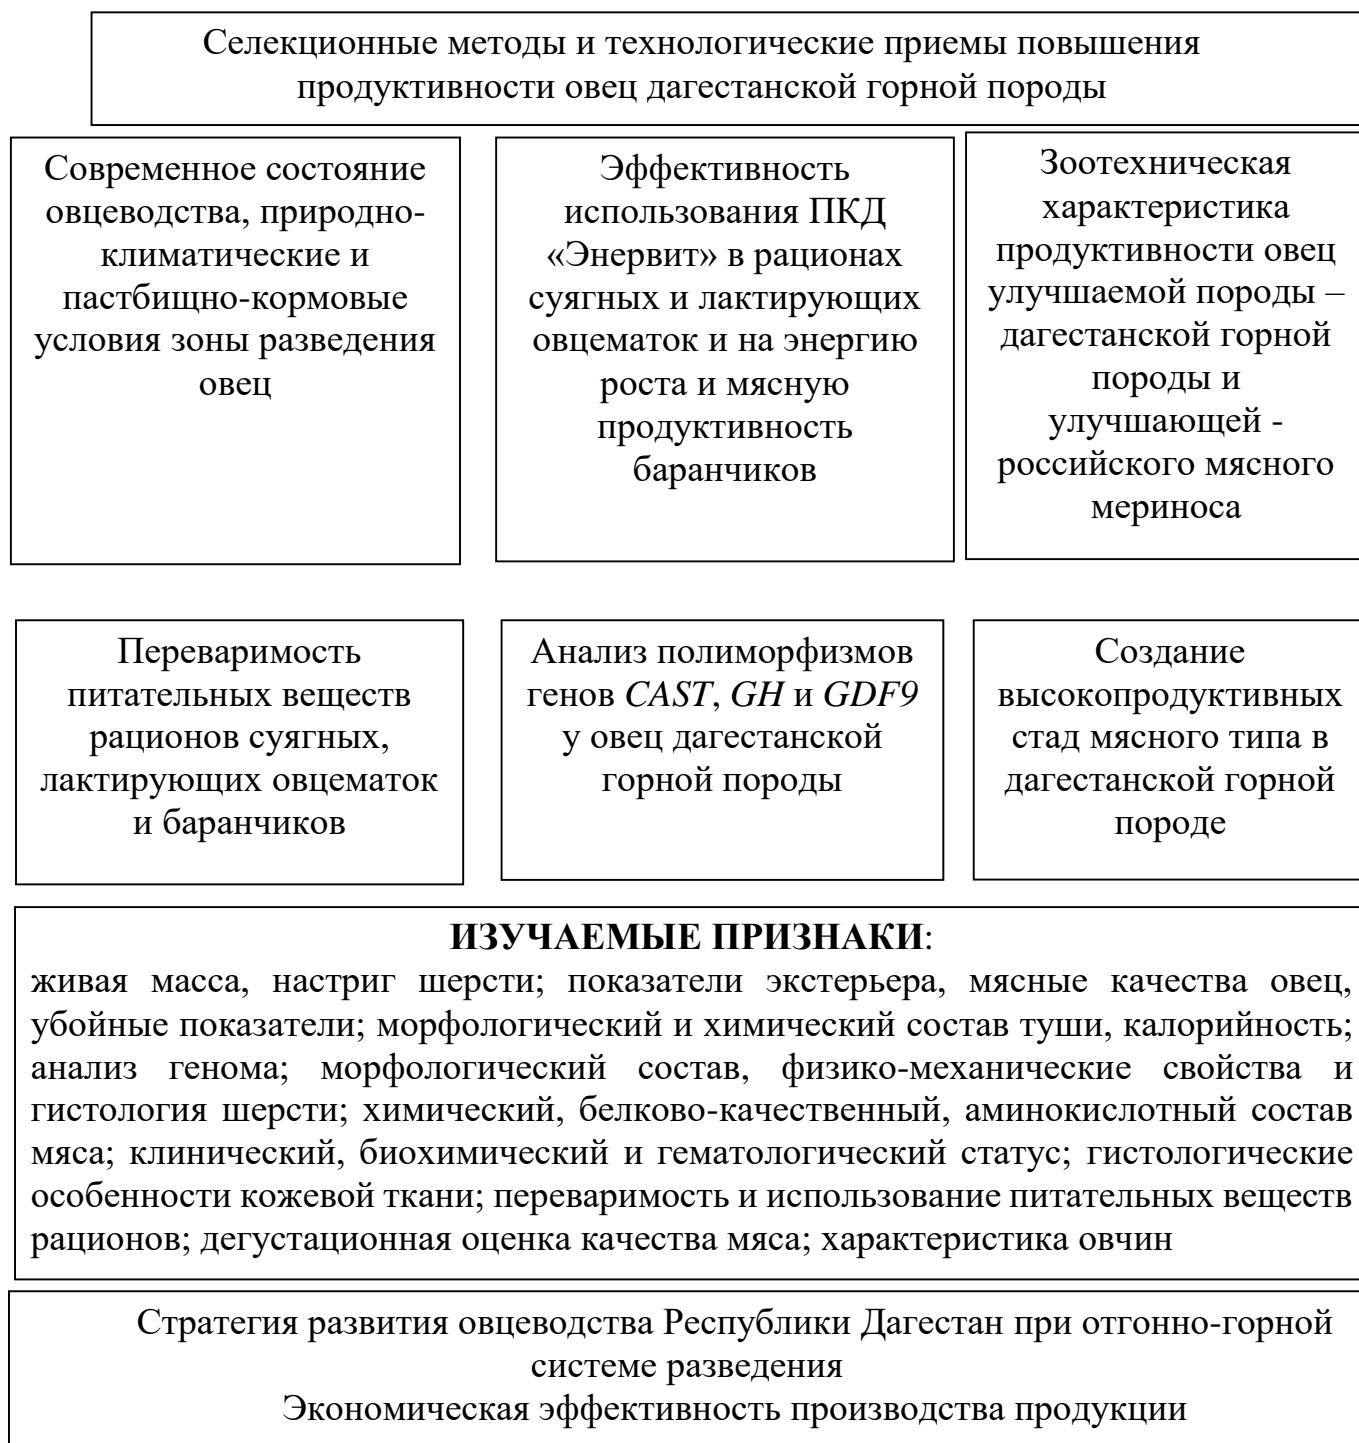 Селекционные методы и технологические приемы повышения
продуктивности овец дагестанской горной породы
Современное состояние
овцеводства, природно-
климатические и
пастбищно-кормовые
условия зоны разведения
овец
Эффективность
использования ПКД
«Энервит» в рационах
суягных и лактирующих
овцематок и на энергию
роста и мясную
продуктивность
баранчиков
Зоотехническая
характеристика
продуктивности овец
улучшаемой породы –
дагестанской горной
породы и
улучшающей -
российского мясного
мериноса
Переваримость
питательных веществ
рационов суягных,
лактирующих овцематок
и баранчиков
Анализ полиморфизмов
генов CAST, GH и GDF9
у овец дагестанской
горной породы
Создание
высокопродуктивных
стад мясного типа в
дагестанской горной
породе
ИЗУЧАЕМЫЕ ПРИЗНАКИ:
живая масса, настриг шерсти; показатели экстерьера, мясные качества овец,
убойные показатели; морфологический и химический состав туши, калорийность;
анализ генома; морфологический состав, физико-механические свойства и
гистология шерсти; химический, белково-качественный, аминокислотный состав
мяса; клинический, биохимический и гематологический статус; гистологические
особенности кожевой ткани; переваримость и использование питательных веществ
рационов; дегустационная оценка качества мяса; характеристика овчин
Стратегия развития овцеводства Республики Дагестан при отгонно-горной
системе разведения
Экономическая эффективность производства продукции